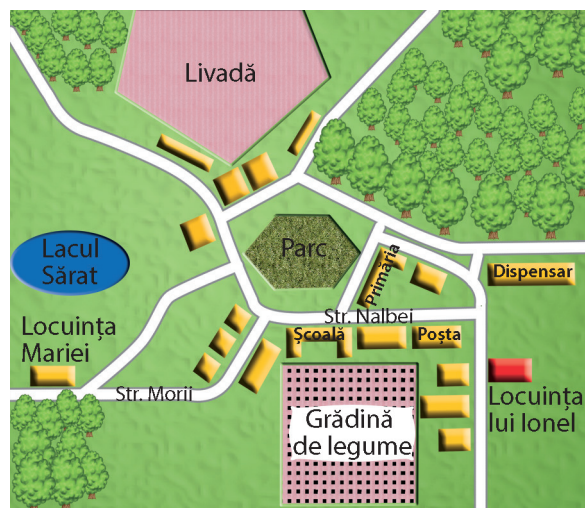 Livadă
Lacul
Sărat
Parc
Primăria
Dispensar
Str. Nalbei
Locuința
Mariei
Școală
Poșta
Str. Morii
Locuința
lui Ionel
Grădină
de legume